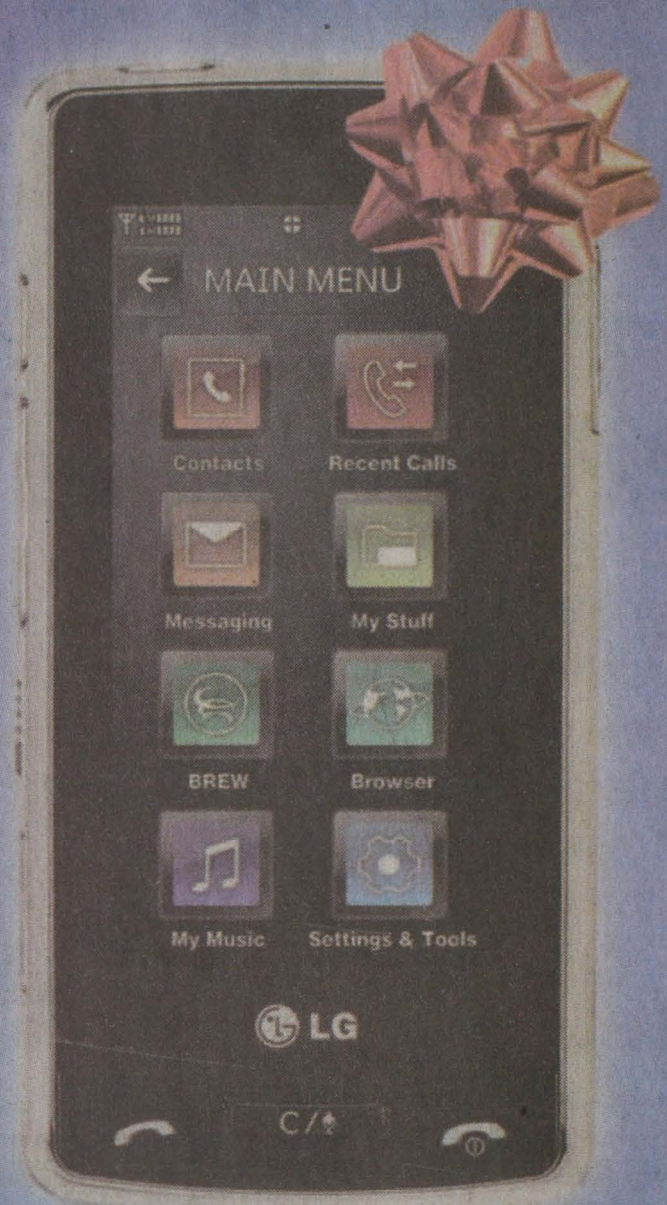 MAIN MENU
Contacts Recent Calls
Messaging My Stuff
BREW Browser
My Music Settings & Tools
LG
C/